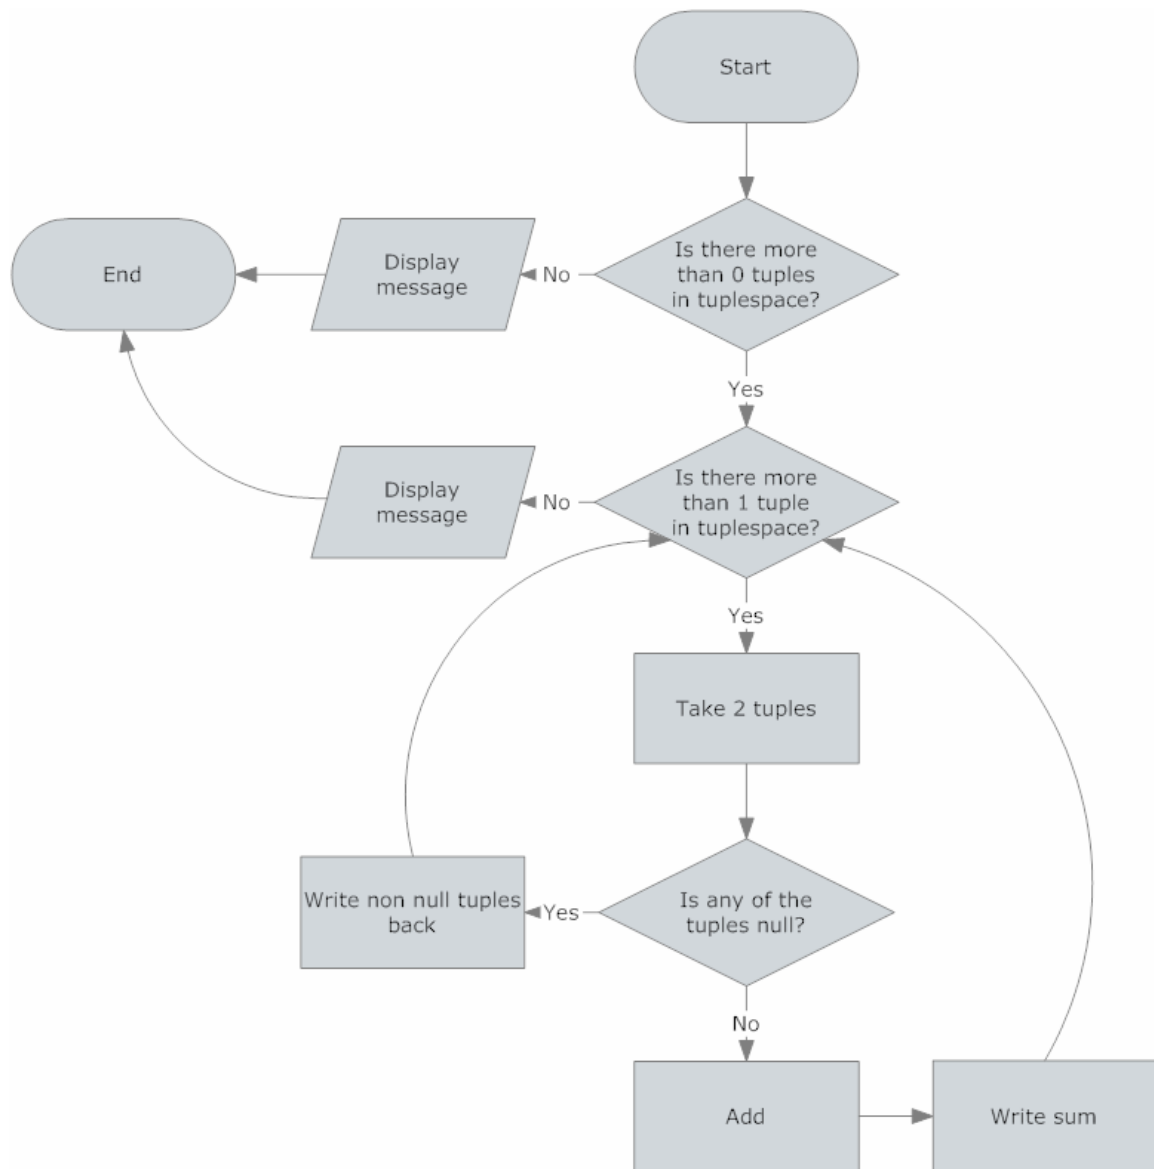 Start
Is there more
than 0 tuples
in tuplespace?
No
Display
message
End
Yes
Is there more
than 1 tuple
in tuplespace?
No
Display
message
Yes
Take 2 tuples
Is any of the
tuples null?
Yes
Write non null tuples
back
No
Add
Write sum